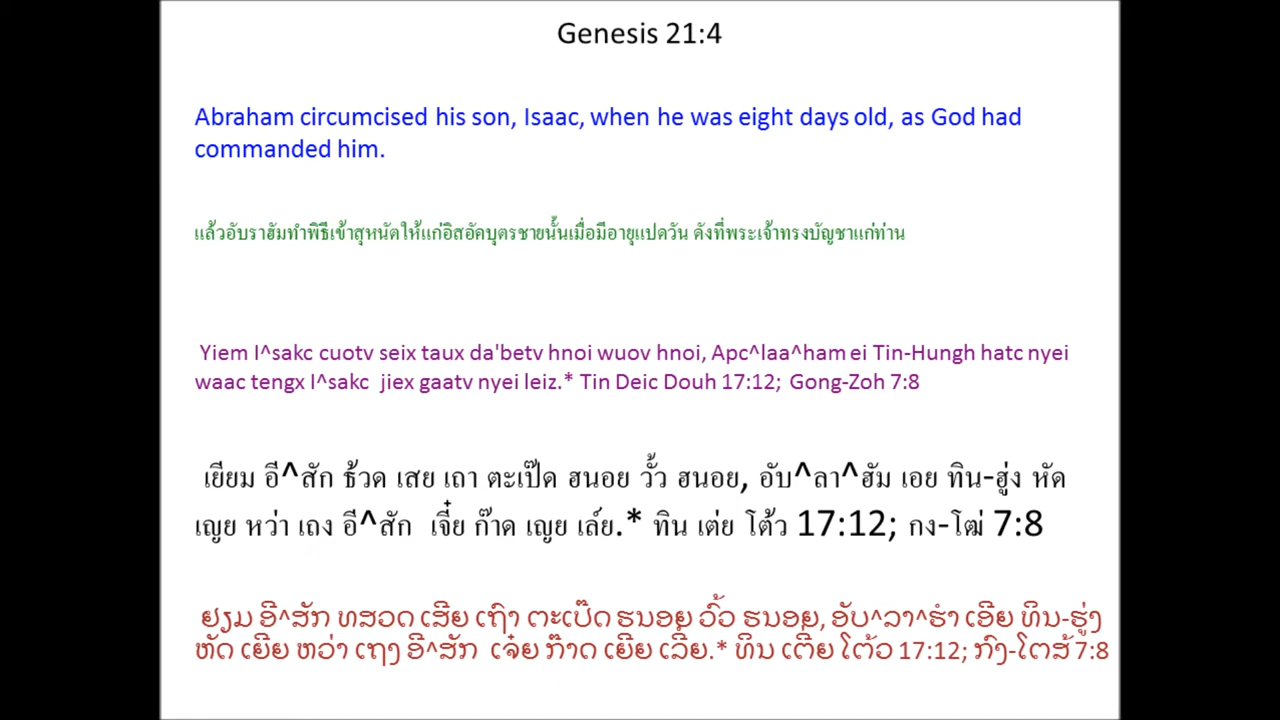 Genesis 21:4
Abraham circumcised his son, Isaac, when he was eight days old, as God had
commanded him.
แล้วอับราฮัมทำพิธีเข้าสุหนัตให้แก่อิสอัคบุตรชายนั้นเมื่อมีอายุแปดวัน ดังที่พระเจ้าทรงบัญชาแก่ท่าน
Yiem I^sakc cuotv seix taux da'betv hnoi wuov hnoi, Apc^laa^ham ei Tin-Hungh hatc nyei
waac tengx I^sakc jiex gaatv nyei leiz.* Tin Deic Douh 17:12; Gong-Zoh 7:8
เยียม อี^สัก ธ้วด เสย เถา ตะเป๊ด ฮนอย วั้ว ฮนอย, อับ^ลา^ฮัม เอย ทิน-ฮู่ง หัด
เญย หว่า เถง อี^สัก เจี๋ย ก๊าด เญย เล์ย.* ทิน เต่ย โต้ว 17:12; กง-โฒ่ 7:8
ຢຽມ ອີ^ສັກ ທສວດ ເສີຍ ເຖົາ ຕະເປ໊ດ ຮນອຍ ວົ້ວ ຮນອຍ, ອັບ^ລາ^ຮຳ ເອີຍ ທິນ-ຮູ່ງ
ຫັດ ເຍີຍ ຫວ່າ ເຖງ ອີ^ສັກ ເຈ໋ຍ ກ໊າດ ເຍີຍ ເລີ່ຍ.* ທິນ ເຕີ່ຍ ໂຕ້ວ 17:12; ກົງ-ໂຕສ້ 7:8